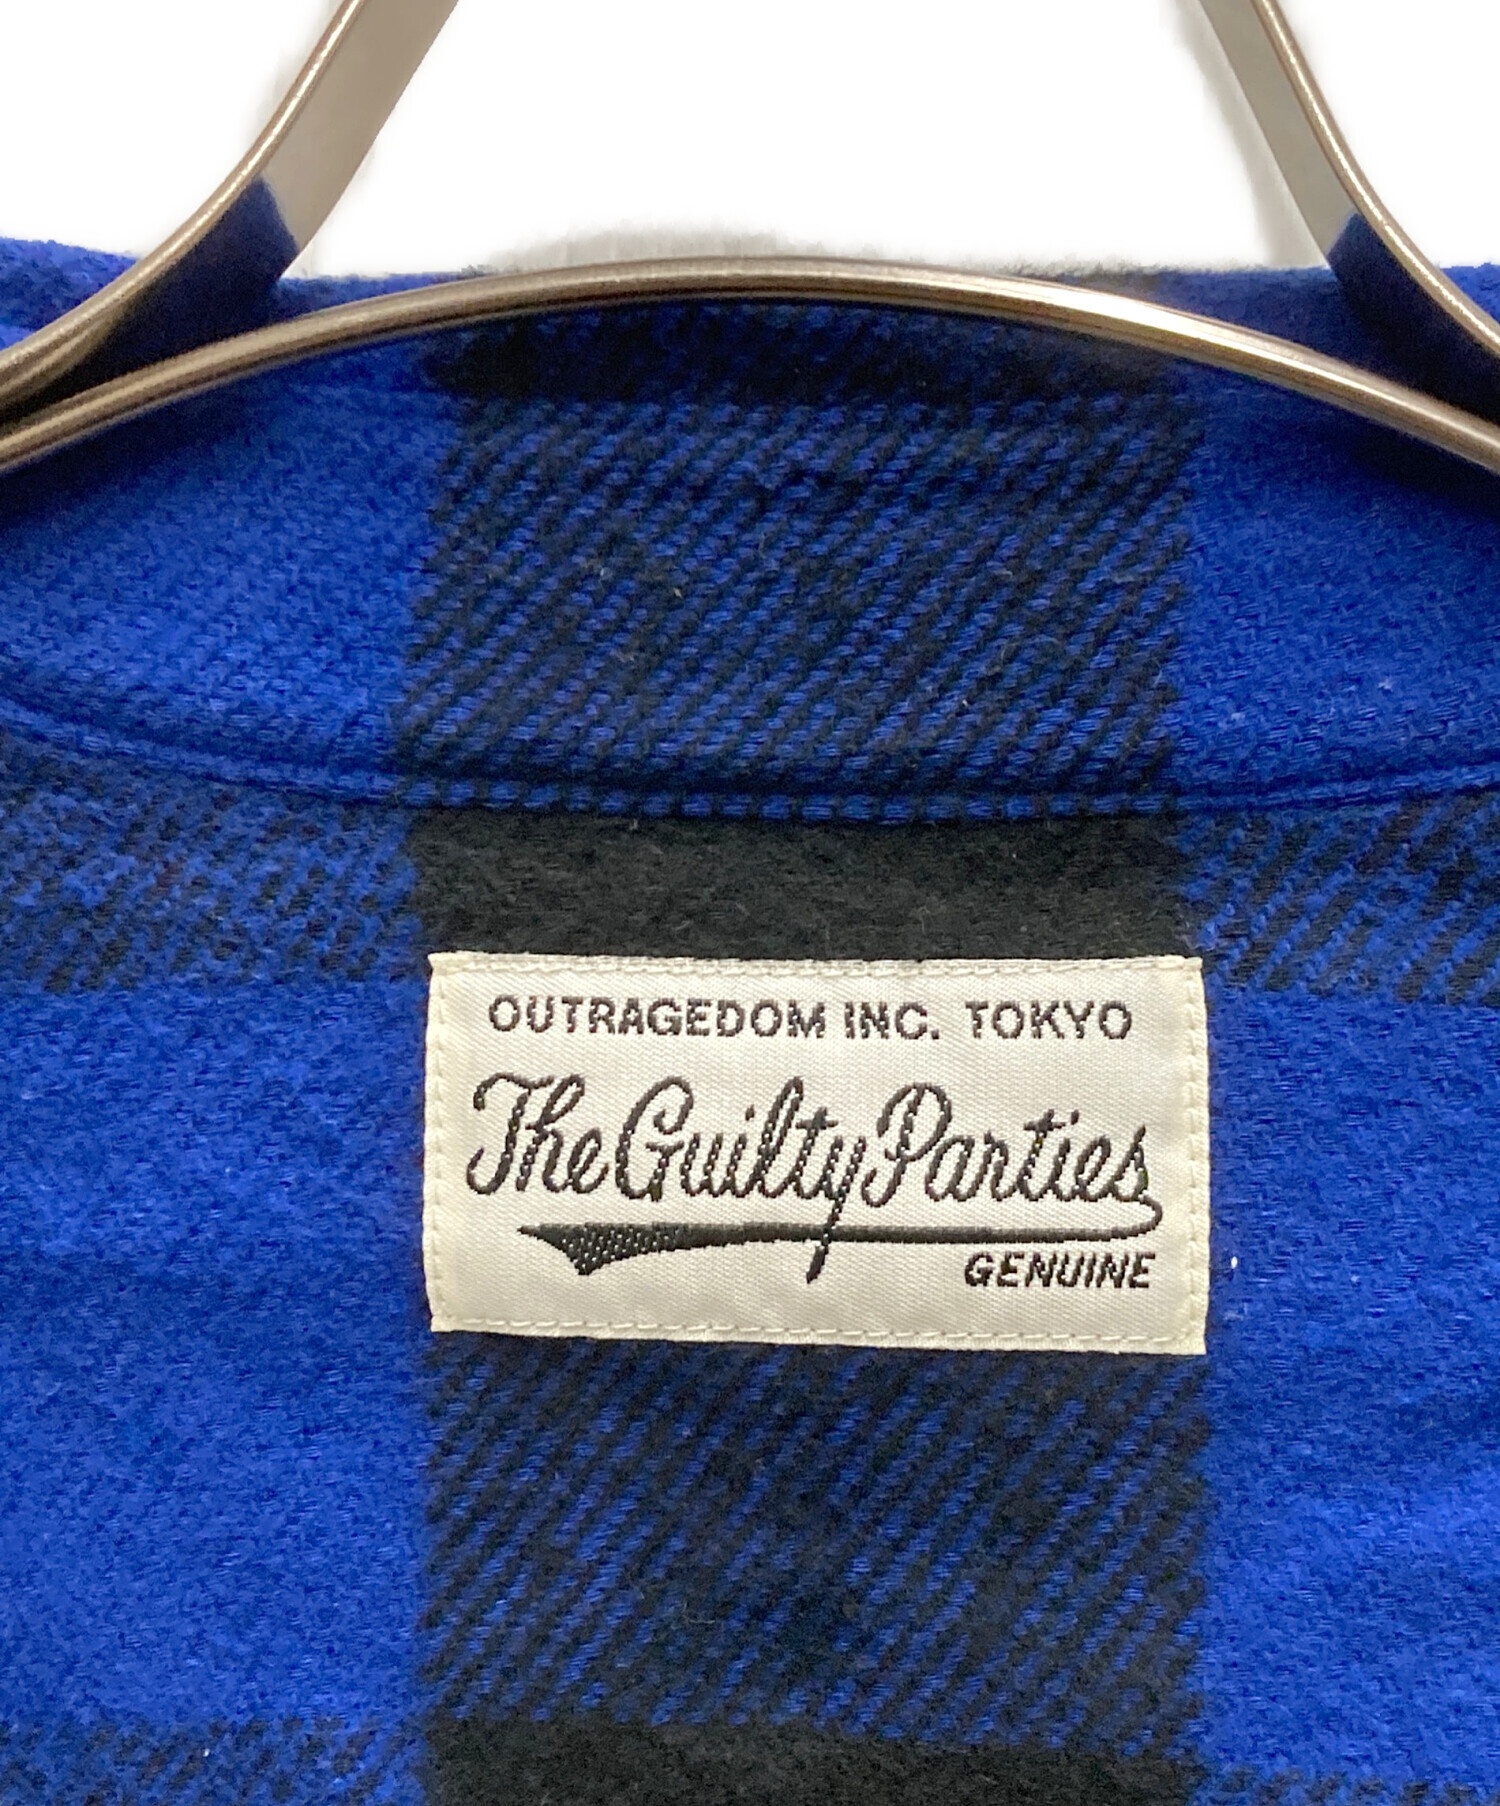 OUTRAGEDOM INC. TOKYO
The Guilty Parties
GENUINE